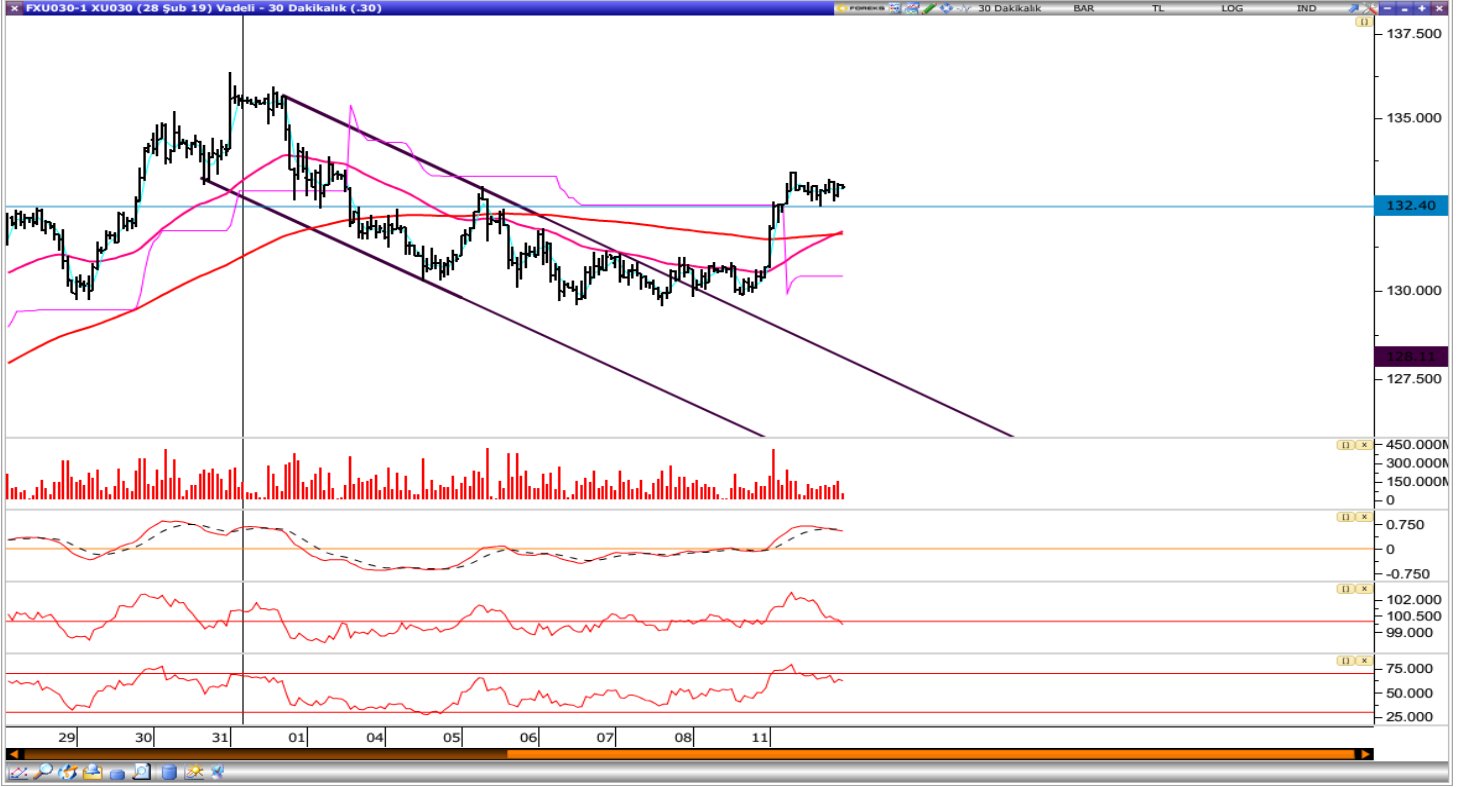 FXU030-1 XU030 (28 Şub 19) Vadeli - 30 Dakikalık (.30)
FOREKS 30 Dakikalık BAR TL LOG IND
137.500
135.000
132.40
130.000
128.11
127.500
450.000M
300.000M
150.000M
0
0.750
0
-0.750
102.000
100.500
99.000
75.000
50.000
25.000
29 30 31 01 04 05 06 07 08 11